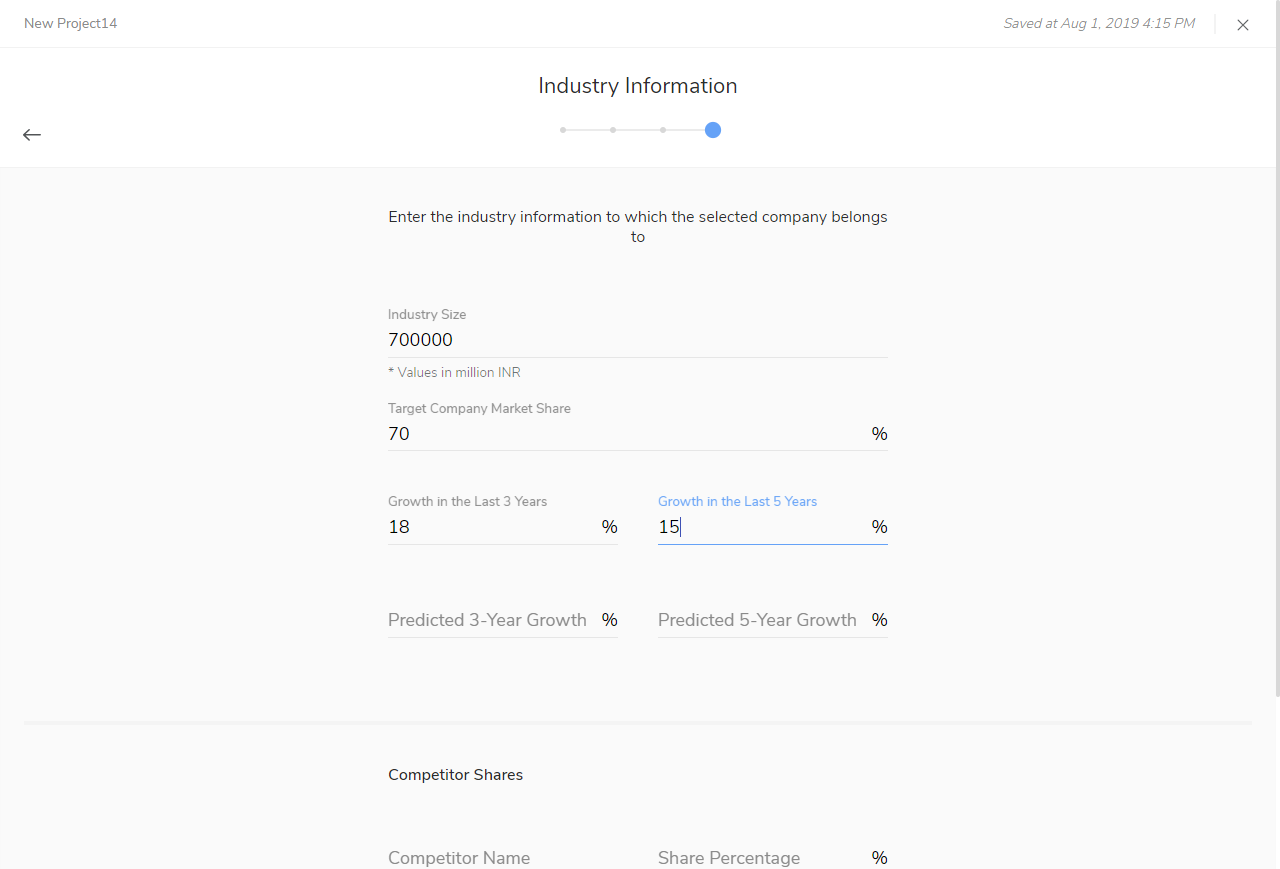 New Project14
Saved at Aug 1, 2019 4:15 PM
Industry Information
Enter the industry information to which the selected company belongs
to
Industry Size
700000
* Values in million INR
Target Company Market Share
70 %
Growth in the Last 3 Years Growth in the Last 5 Years
18 % 15 %
Predicted 3-Year Growth % Predicted 5-Year Growth %
Competitor Shares
Competitor Name Share Percentage %